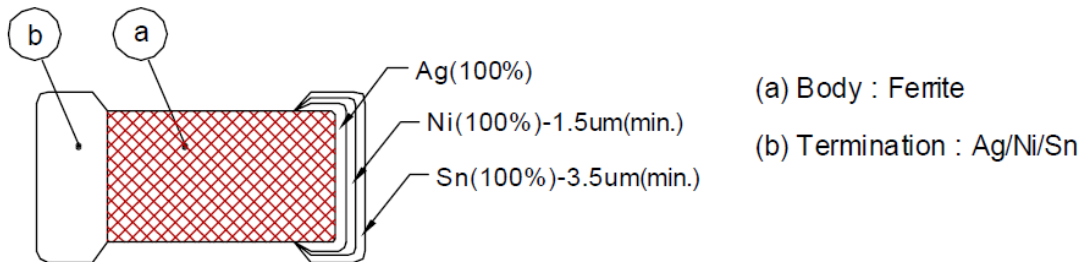 b
a
Ag(100%)
Ni(100%)-1.5um(min.)
Sn(100%)-3.5um(min.)
(a) Body : Ferrite
(b) Termination : Ag/Ni/Sn